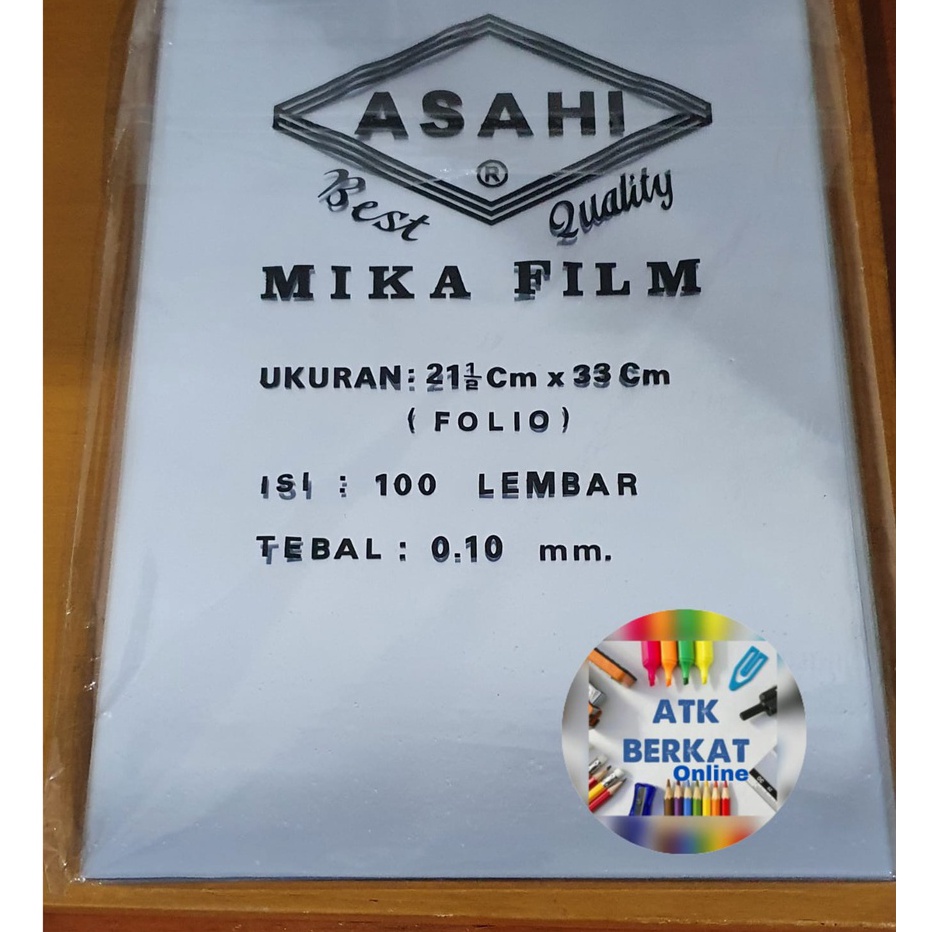 ASAHI
®
Best Quality
MIKA FILM
UKURAN: 21½ Cm x 33 Cm
( FOLIO )
ISI : 100 LEMBAR
TEBAL : 0.10 mm.
ATK
BERKAT
Online